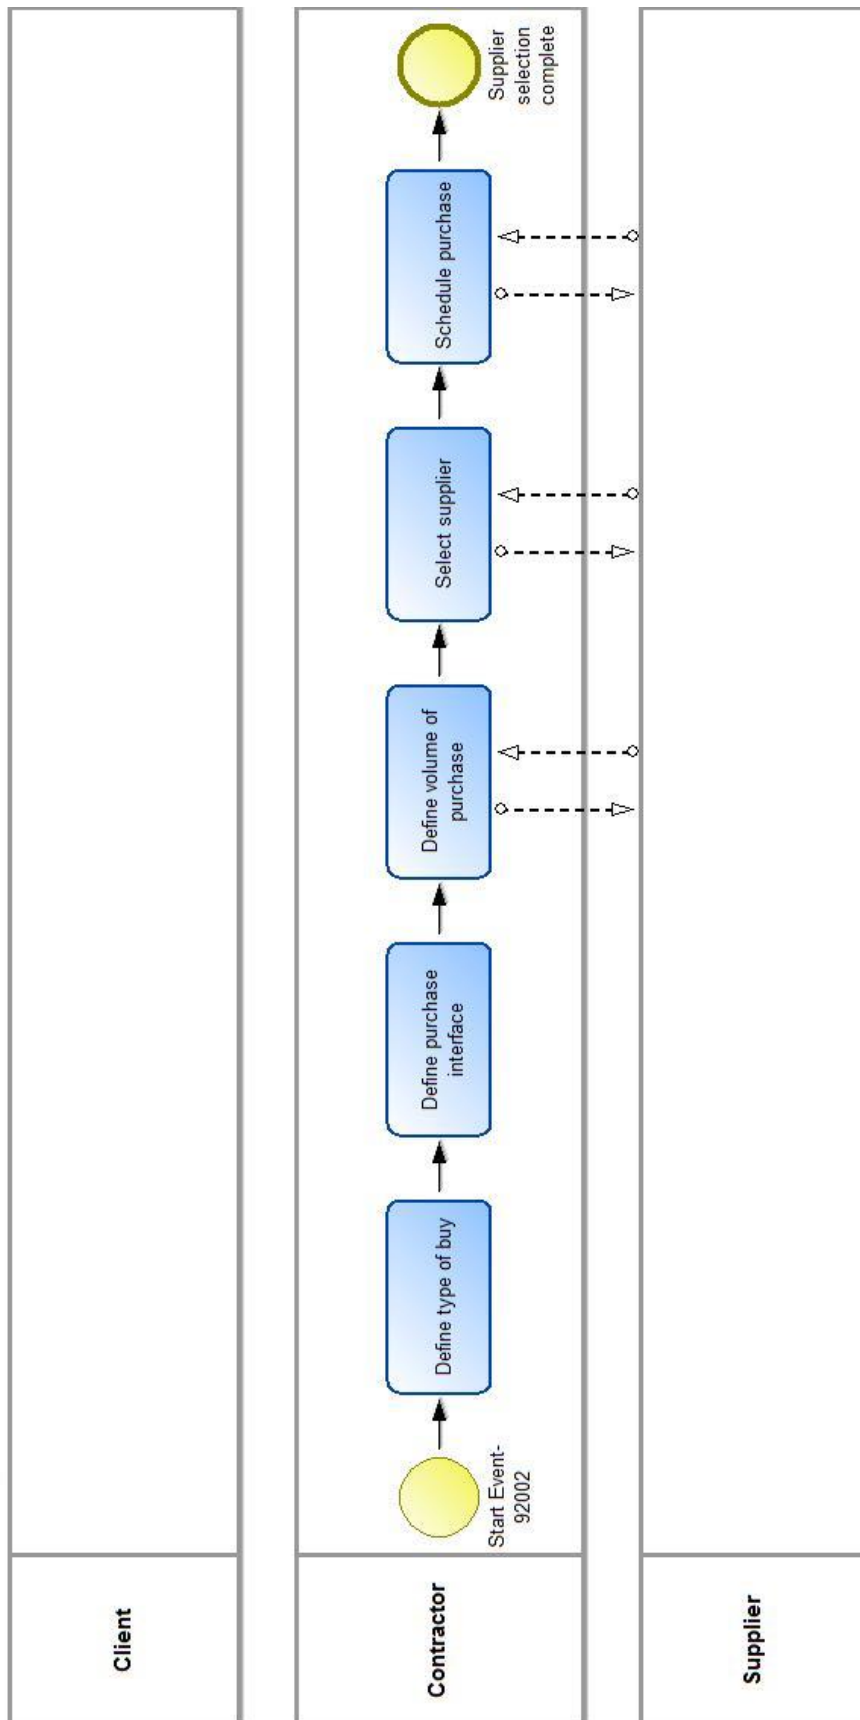 Client
Contractor
Start Event-
92002
Define type of buy
Define purchase
interface
Define volume of
purchase
Select supplier
Schedule purchase
Supplier
selection
complete
Supplier